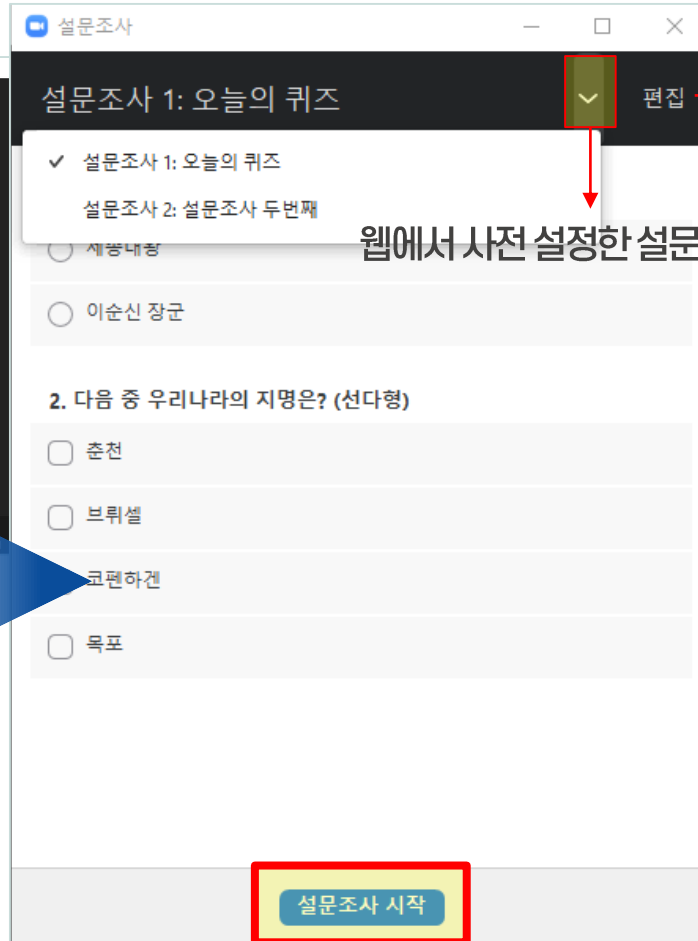 설문조사
설문조사 1: 오늘의 퀴즈
편집
✓ 설문조사 1: 오늘의 퀴즈
설문조사 2: 설문조사 두번째
웹에서 사전 설정한 설문
세종대왕
이순신 장군
2. 다음 중 우리나라의 지명은? (선다형)
춘천
브뤼셀
코펜하겐
목포
설문조사 시작